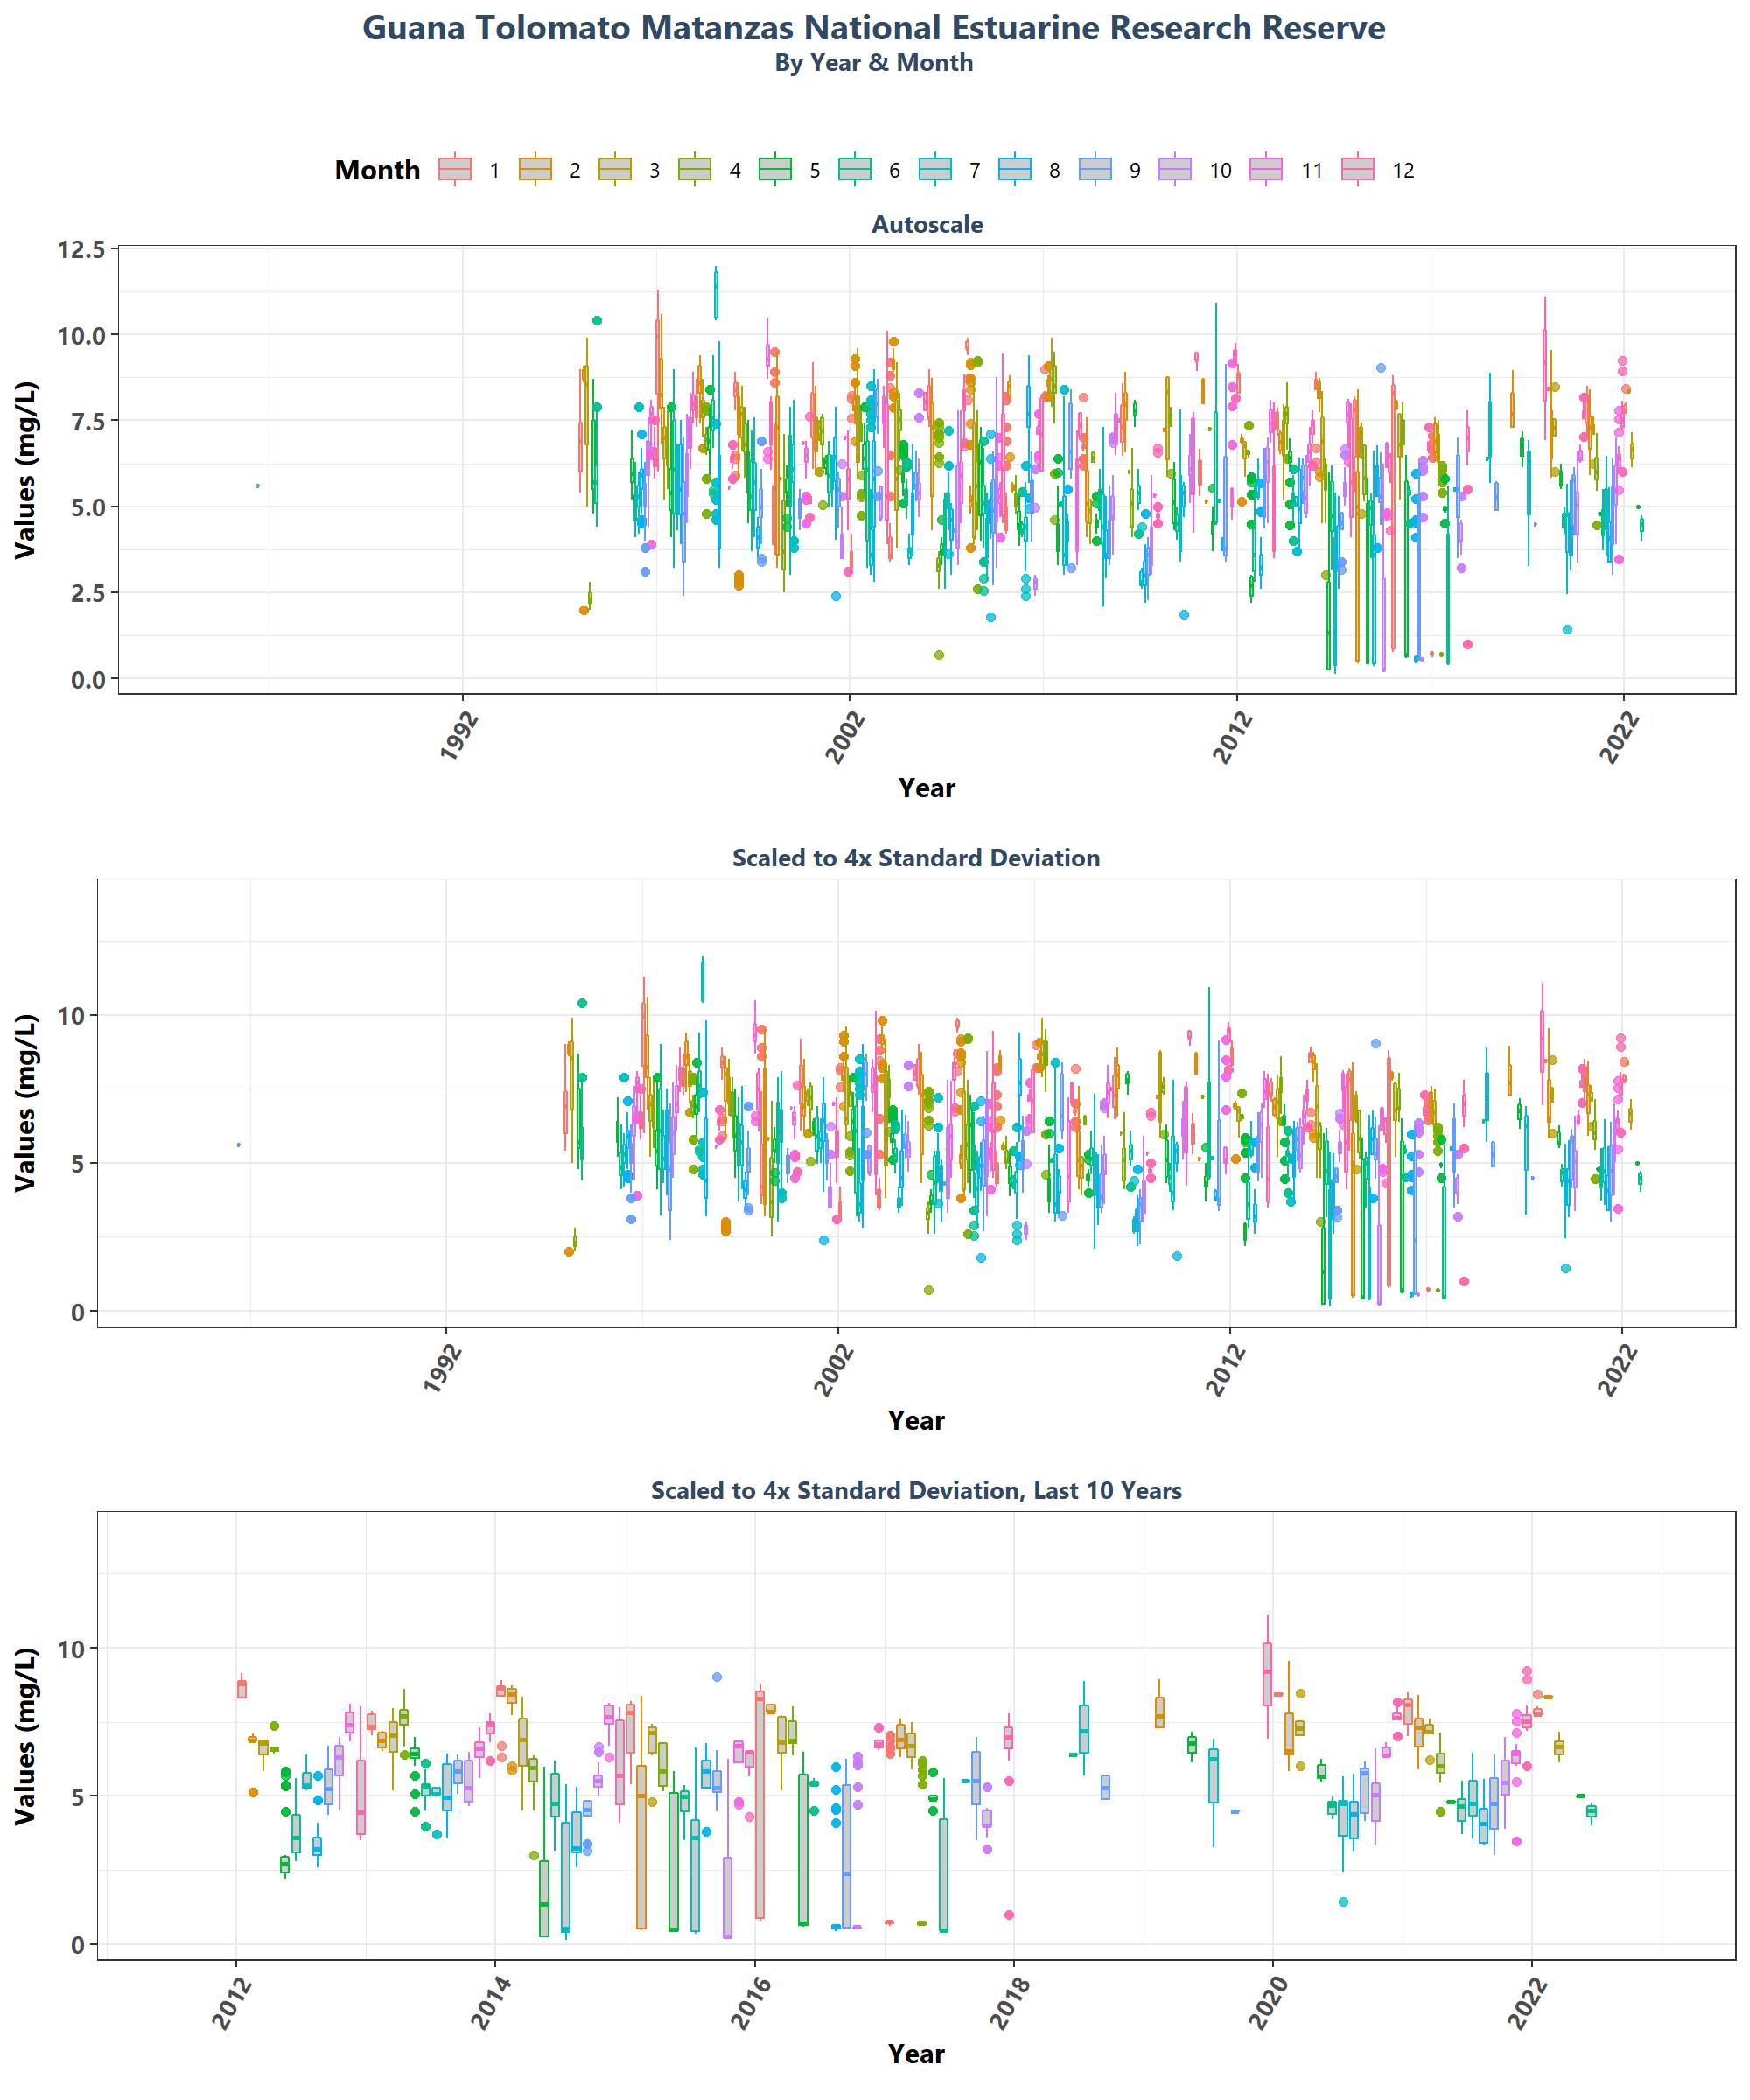 Guana Tolomato Matanzas National Estuarine Research Reserve
By Year & Month
Month 1 2 3 4 5 6 7 8 9 10 11 12
Autoscale
Values (mg/L)
12.5
10.0
7.5
5.0
2.5
0.0
1992 2002 2012 2022
Year
Scaled to 4x Standard Deviation
Values (mg/L)
10
5
0
1992 2002 2012 2022
Year
Scaled to 4x Standard Deviation, Last 10 Years
Values (mg/L)
10
5
0
2012 2014 2016 2018 2020 2022
Year